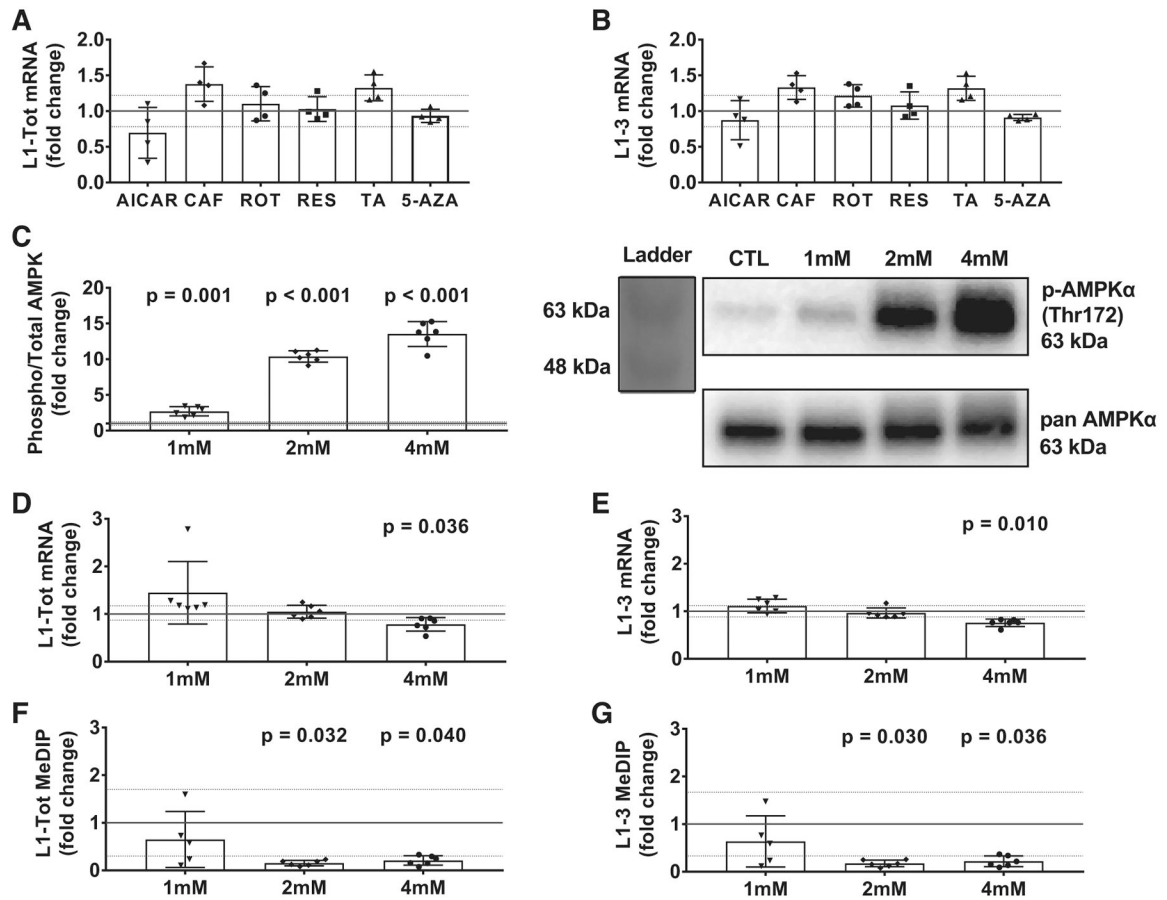 A
L1-Tot mRNA
(fold change)
2.0
1.5
1.0
0.5
0.0
AICAR CAF ROT RES TA 5-AZA
B
L1-3 mRNA
(fold change)
2.0
1.5
1.0
0.5
0.0
AICAR CAF ROT RES TA 5-AZA
C
Phospho/Total AMPK
(fold change)
20
15
10
5
0
p = 0.001 p < 0.001 p < 0.001
1mM 2mM 4mM
Ladder CTL 1mM 2mM 4mM
63 kDa
48 kDa
p-AMPKα
(Thr172)
63 kDa
pan AMPKα
63 kDa
D
L1-Tot mRNA
(fold change)
3
2
1
0
p = 0.036
1mM 2mM 4mM
E
L1-3 mRNA
(fold change)
3
2
1
0
p = 0.010
1mM 2mM 4mM
F
L1-Tot MeDIP
(fold change)
3
2
1
0
p = 0.032 p = 0.040
1mM 2mM 4mM
G
L1-3 MeDIP
(fold change)
3
2
1
0
p = 0.030 p = 0.036
1mM 2mM 4mM